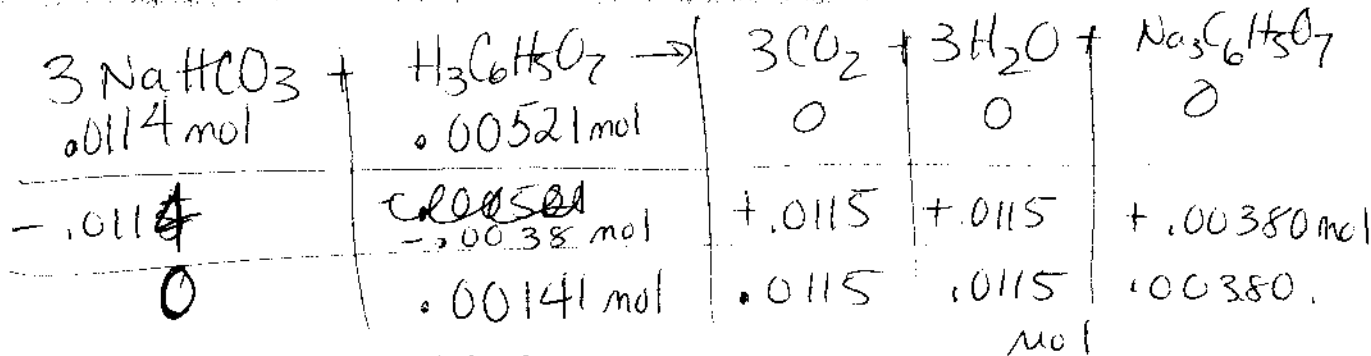 3 NaHCO3 + H3C6H5O7 → 3CO2 + 3H2O + Na3C6H5O7
.0114 mol .00521 mol 0 0 0
-.0114 -.0038 mol +.0115 +.0115 +.00380 mol
0 .00141 mol .0115 .0115 .00380.
mol